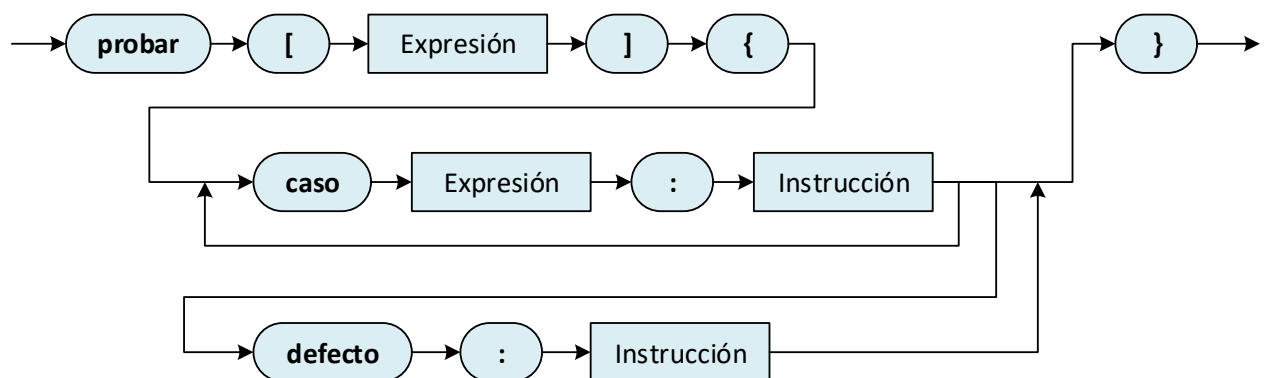 probar [ Expresión ] { }
caso Expresión : Instrucción
defecto : Instrucción